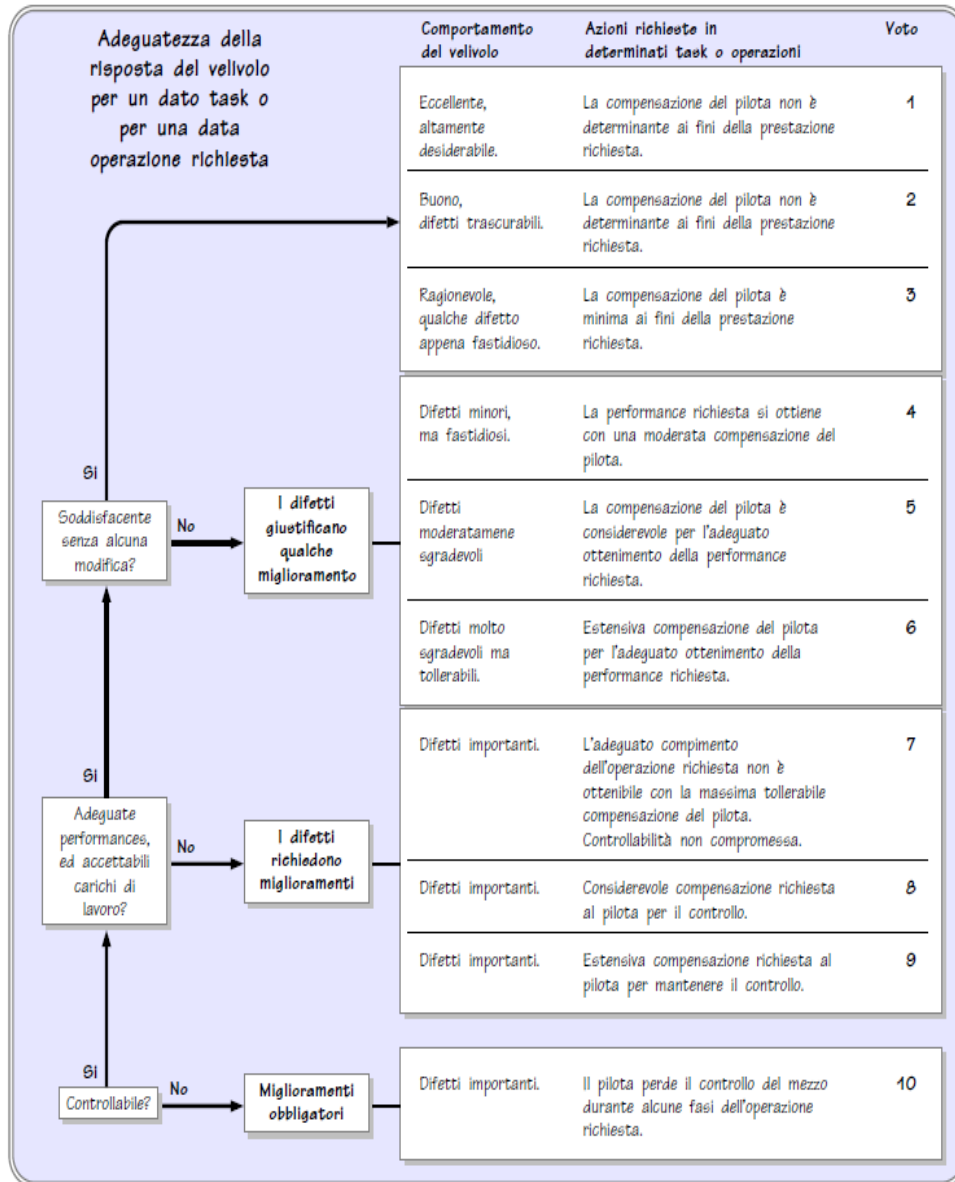 Adeguatezza della
risposta del velivolo
per un dato task o
per una data
operazione richiesta
Comportamento
del velivolo
Azioni richieste in
determinati task o operazioni
Voto
Eccellente,
altamente
desiderabile.
La compensazione del pilota non è
determinante ai fini della prestazione
richiesta.
1
Buono,
difetti trascurabili.
La compensazione del pilota non è
determinante ai fini della prestazione
richiesta.
2
Ragionevole,
qualche difetto
appena fastidioso.
La compensazione del pilota è
minima ai fini della prestazione
richiesta.
3
Difetti minori,
ma fastidiosi.
La performance richiesta si ottiene
con una moderata compensazione del
pilota.
4
Si
Soddisfacente
senza alcuna
modifica?
No
I difetti
giustificano
qualche
miglioramento
Difetti
moderatamene
sgradevoli
La compensazione del pilota è
considerevole per l'adeguato
ottenimento della performance
richiesta.
5
Difetti molto
sgradevoli ma
tollerabili.
Estensiva compensazione del pilota
per l'adeguato ottenimento della
performance richiesta.
6
Si
Adeguate
performances,
ed accettabili
carichi di
lavoro?
No
I difetti
richiedono
miglioramenti
Difetti importanti.
L'adeguato compimento
dell'operazione richiesta non è
ottenibile con la massima tollerabile
compensazione del pilota.
Controllabilità non compromessa.
7
Difetti importanti.
Considerevole compensazione richiesta
al pilota per il controllo.
8
Difetti importanti.
Estensiva compensazione richiesta al
pilota per mantenere il controllo.
9
Si
Controllabile?
No
Miglioramenti
obbligatori
Difetti importanti.
Il pilota perde il controllo del mezzo
durante alcune fasi dell'operazione
richiesta.
10